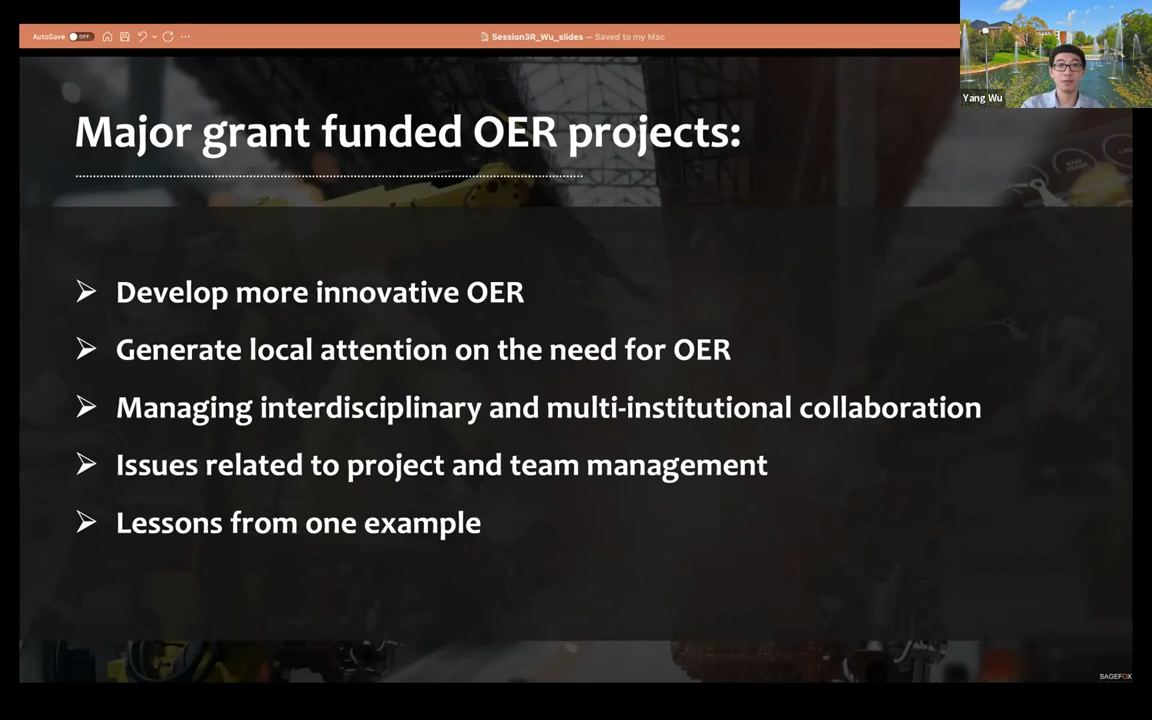 AutoSave OFF
Session3R_Wu_slides — Saved to my Mac
Yang Wu
Major grant funded OER projects:
Develop more innovative OER
Generate local attention on the need for OER
Managing interdisciplinary and multi-institutional collaboration
Issues related to project and team management
Lessons from one example
SAGEFOX